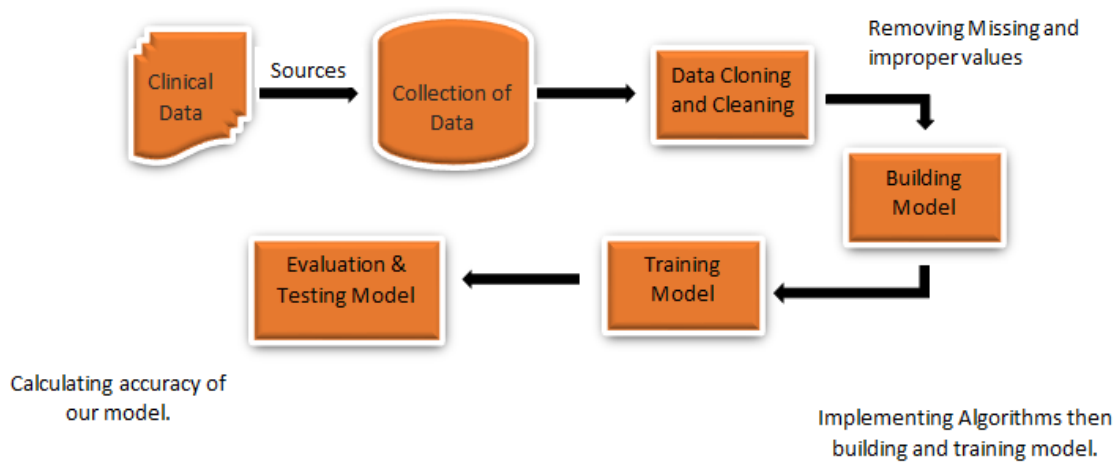 Clinical
Data
Sources
Collection of
Data
Data Cloning
and Cleaning
Removing Missing and
improper values
Building
Model
Training
Model
Evaluation &
Testing Model
Calculating accuracy of
our model.
Implementing Algorithms then
building and training model.